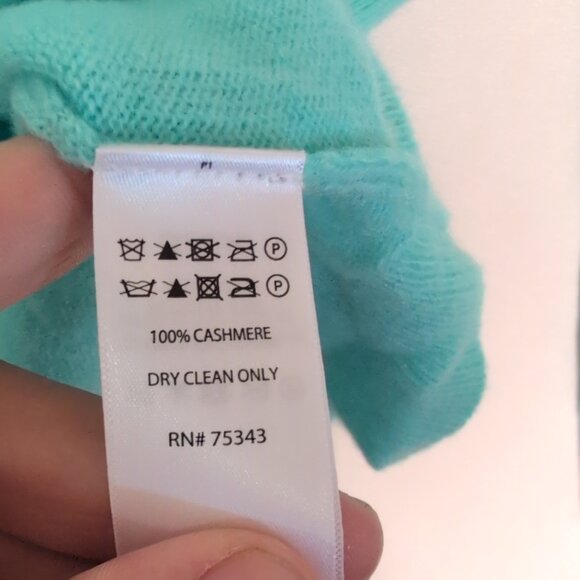 P
P
100% CASHMERE
DRY CLEAN ONLY
RN# 75343